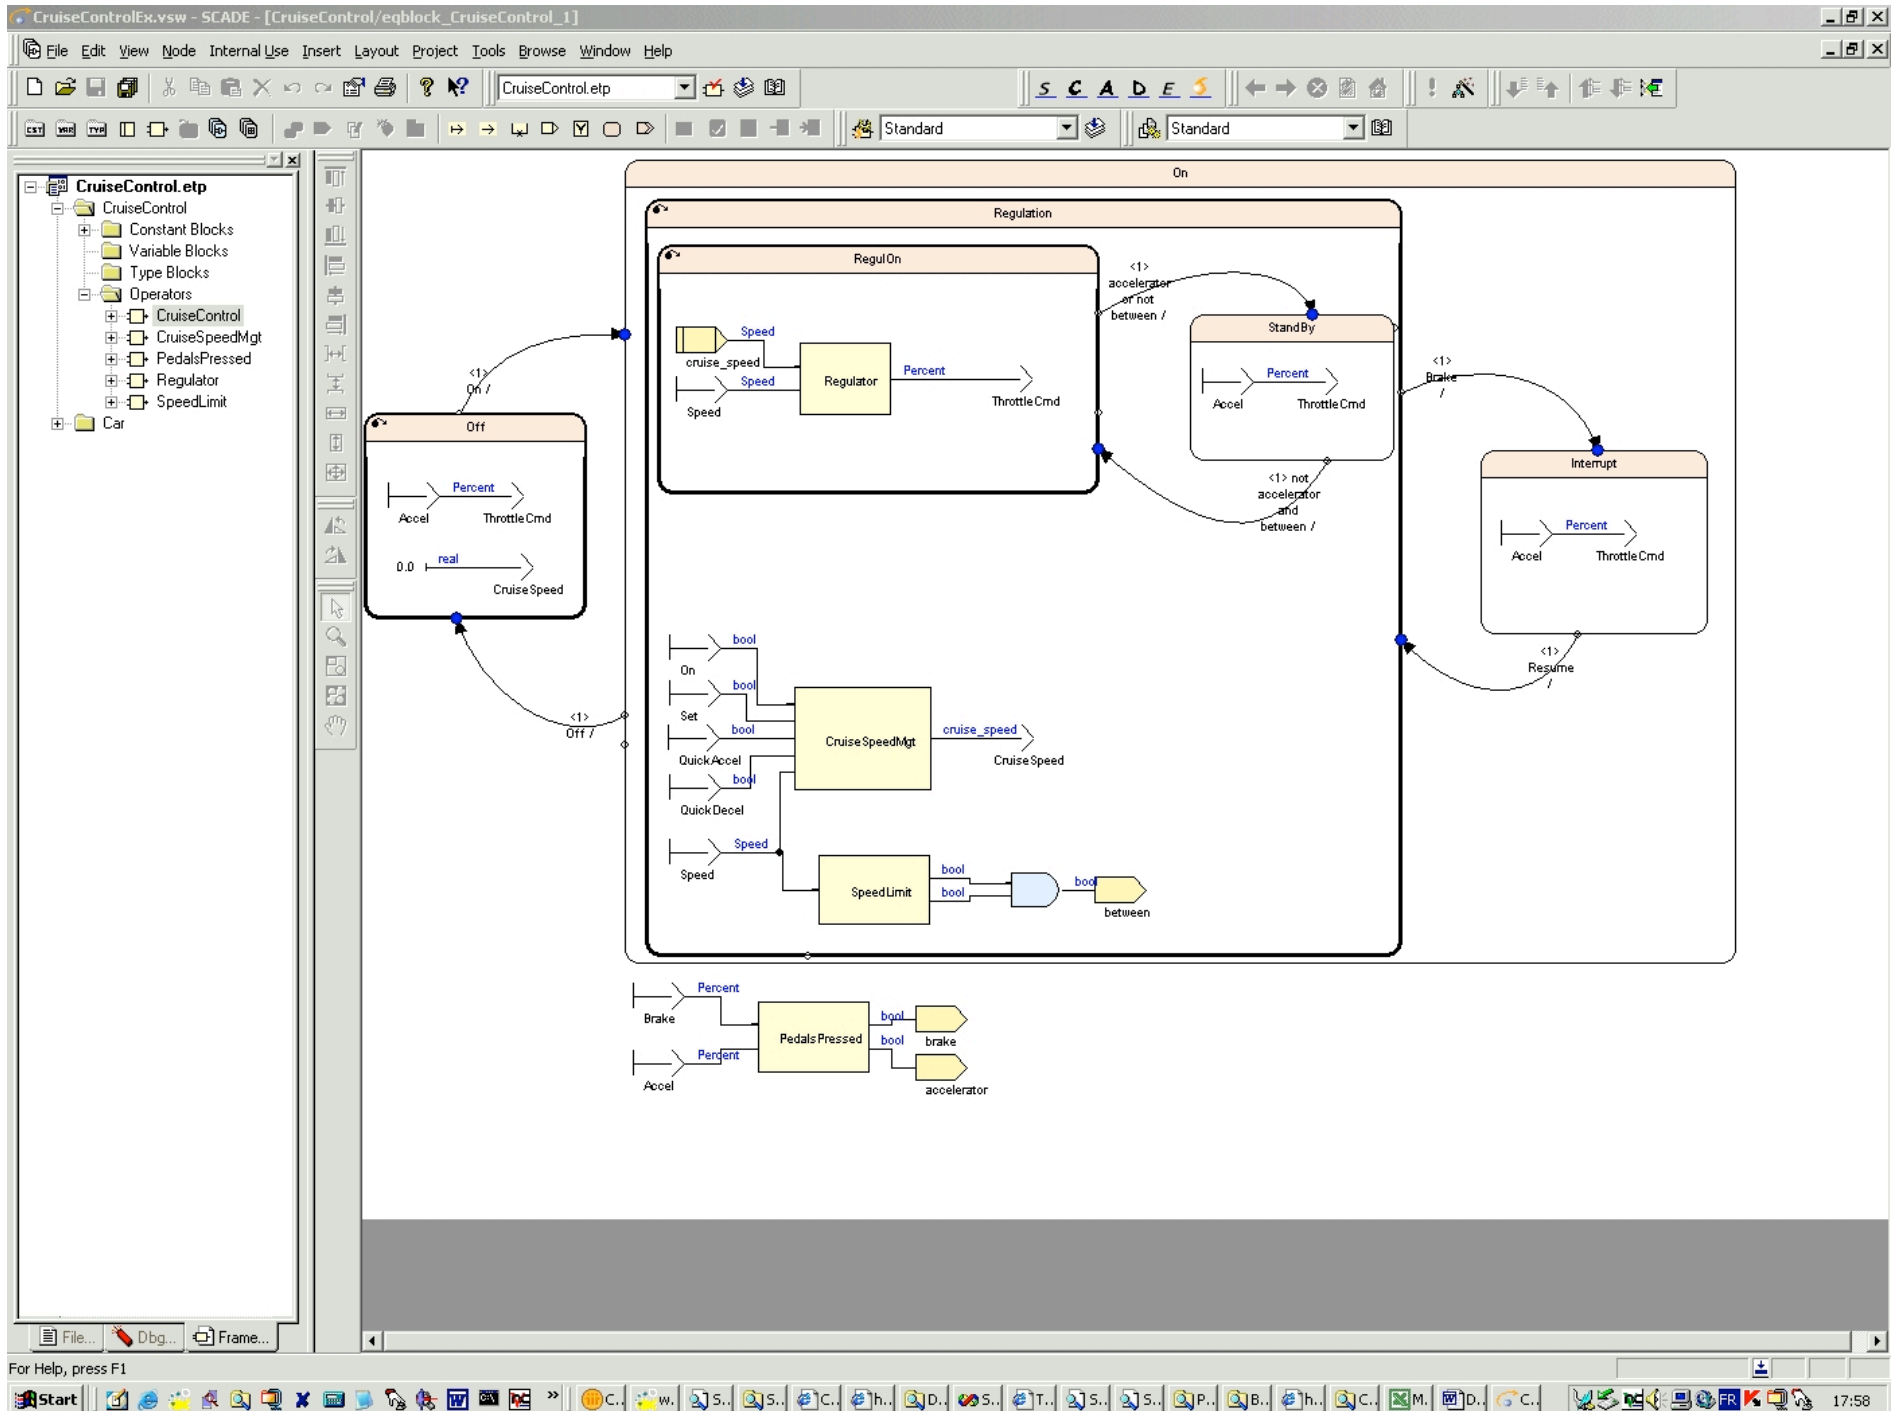 CruiseControlEx.vsw - SCADE - [CruiseControl/eqblock_CruiseControl_1]
File Edit View Node Internal Use Insert Layout Project Tools Browse Window Help
CruiseControl.etp
S C A D E
CST VAR TYP
Standard
Standard
CruiseControl.etp
CruiseControl
Constant Blocks
Variable Blocks
Type Blocks
Operators
CruiseControl
CruiseSpeedMgt
PedalsPressed
Regulator
SpeedLimit
Car
On
Regulation
RegulOn
Speed
cruise_speed
Speed
Speed
Regulator
Percent
ThrottleCmd
<1>
accelerator
or not
between /
StandBy
Percent
Accel
ThrottleCmd
<1> not
accelerator
and
between /
<1>
Brake
/
Interrupt
Percent
Accel
ThrottleCmd
<1>
Resume
/
<1>
On /
Off
Percent
Accel
ThrottleCmd
0.0
real
CruiseSpeed
<1>
Off /
bool
On
bool
Set
bool
QuickAccel
bool
QuickDecel
CruiseSpeedMgt
cruise_speed
CruiseSpeed
Speed
Speed
SpeedLimit
bool
bool
bool
between
Percent
Brake
Percent
Accel
PedalsPressed
bool
brake
bool
accelerator
File... Dbg... Frame...
For Help, press F1
Start
C.. w. S.. S.. C.. h.. D.. S.. T.. S.. S.. P.. B.. h.. C.. M. D.. C..
FR
17:58